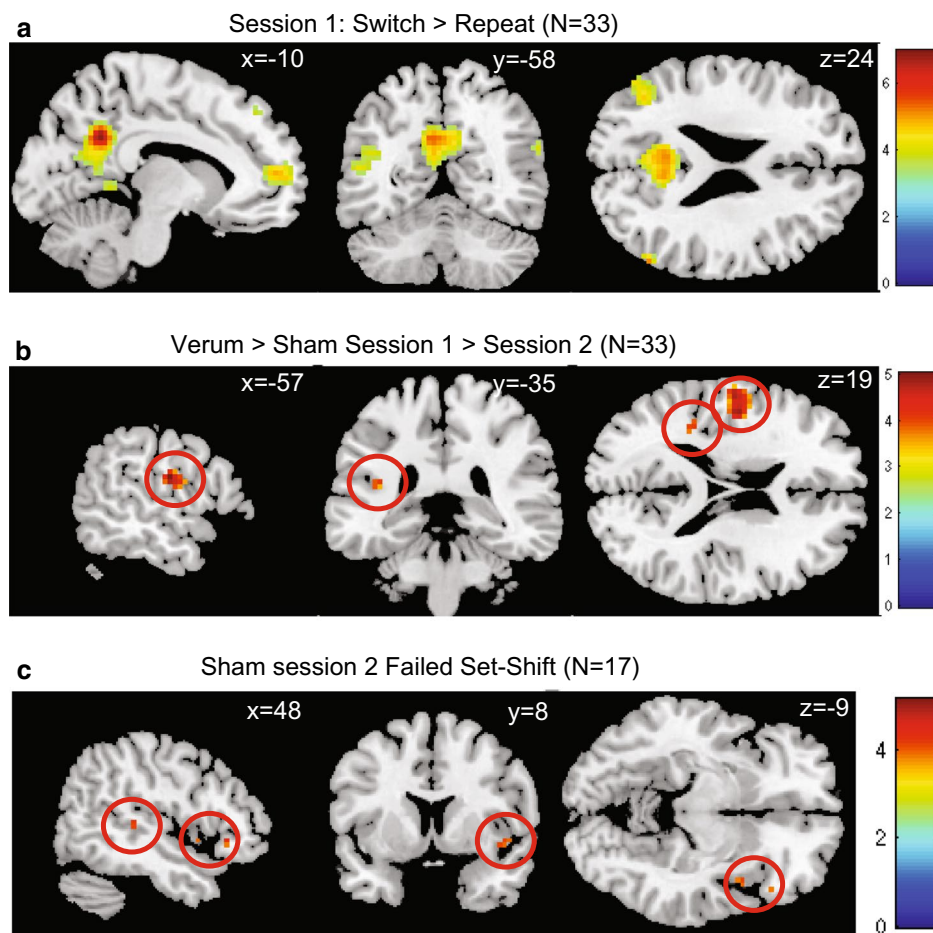 a
Session 1: Switch > Repeat (N=33)
x=-10
y=-58
z=24
6
4
2
0
b
Verum > Sham Session 1 > Session 2 (N=33)
x=-57
y=-35
z=19
5
4
3
2
1
0
c
Sham session 2 Failed Set-Shift (N=17)
x=48
y=8
z=-9
4
2
0